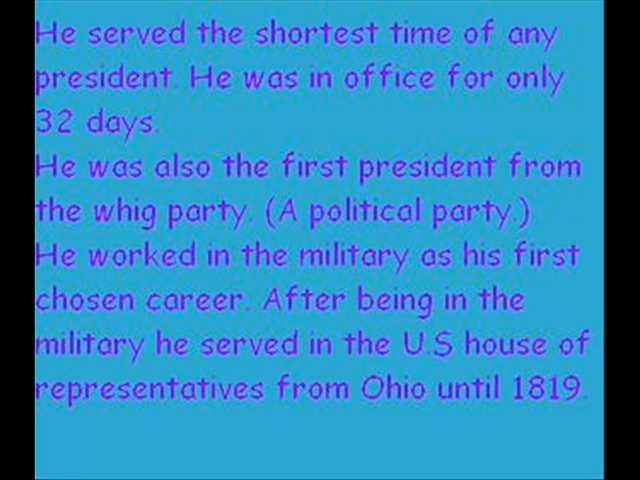 He served the shortest time of any
president. He was in office for only
32 days.
He was also the first president from
the whig party. (A political party.)
He worked in the military as his first
chosen career. After being in the
military he served in the U.S house of
representatives from Ohio until 1819.